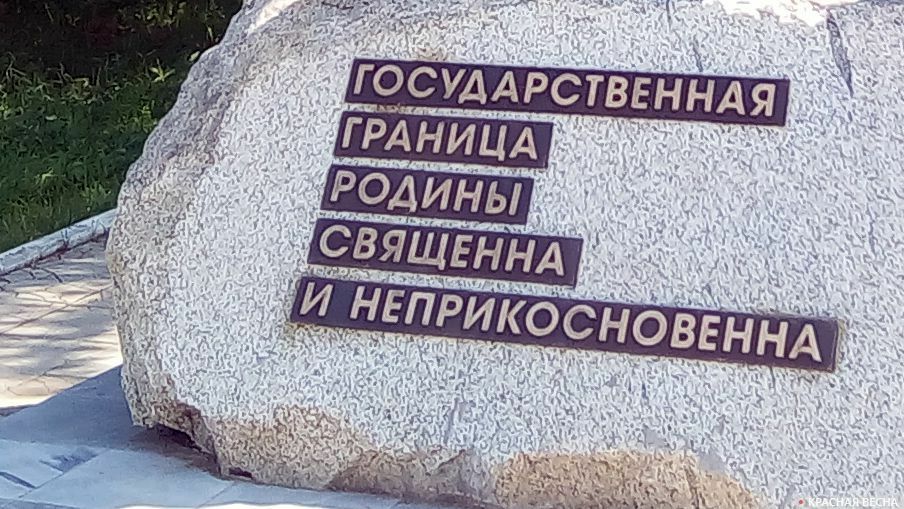 ГОСУДАРСТВЕННАЯ
ГРАНИЦА
РОДИНЫ
СВЯЩЕННА
И НЕПРИКОСНОВЕННА
КРАСНАЯ ВЕСНА